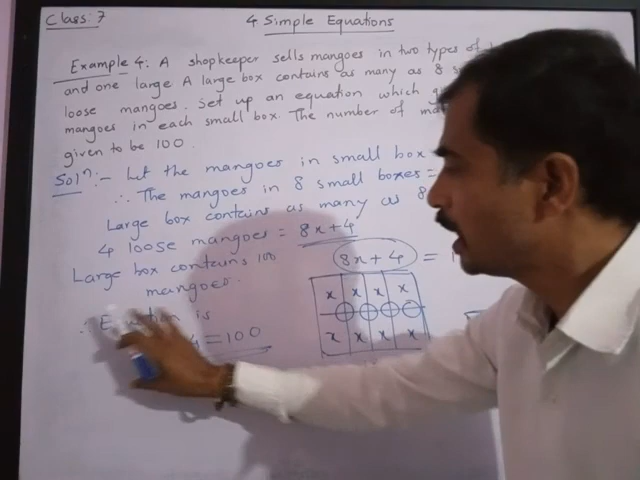 Class: 7
4 Simple Equations
Example 4: A shopkeeper sells mangoes in two types of
and one large A large box contains as many as 8
loose mangoes. Set up an equation which
mangoes in each small box. The number of
given to be 100.
Solⁿ:- Let the mangoes in small box
∴ The mangoes in 8 small boxes =
Large box contains as many as 8
4 loose mangoes = 8x+4
Large box contains 100
mangoes.
8x+4 =
x x x x
x x x x
∴ Equation is
4 = 100